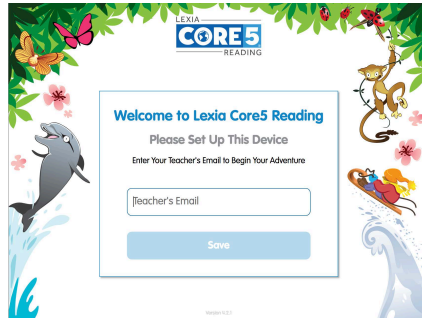 LEXIA
CORE5
READING
Welcome to Lexia Core5 Reading
Please Set Up This Device
Enter Your Teacher's Email to Begin Your Adventure
Teacher's Email
Save